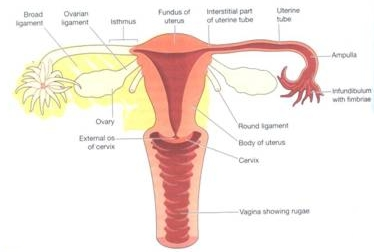 Broad
ligament
Ovarian
ligament
Isthmus
Fundus of
uterus
Interstitial part
of uterine tube
Uterine
tube
Ampulla
Infundibulum
with fimbriae
Ovary
Round ligament
External os
of cervix
Body of uterus
Cervix
Vagina showing rugae